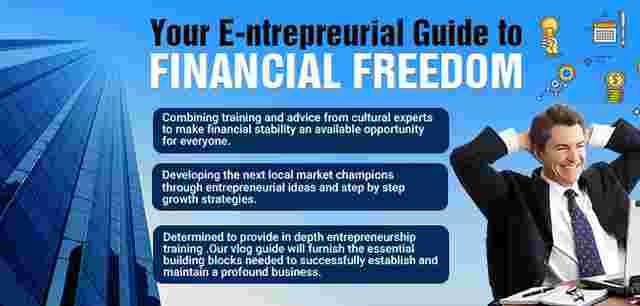 Your E-ntrepreurial Guide to
FINANCIAL FREEDOM
Combining training and advice from cultural experts
to make financial stability an available opportunity
for everyone.
Developing the next local market champions
through entrepreneurial ideas and step by step
growth strategies.
Determined to provide in depth entrepreneurship
training .Our vlog guide will furnish the essential
building blocks needed to successfully establish and
maintain a profound business.